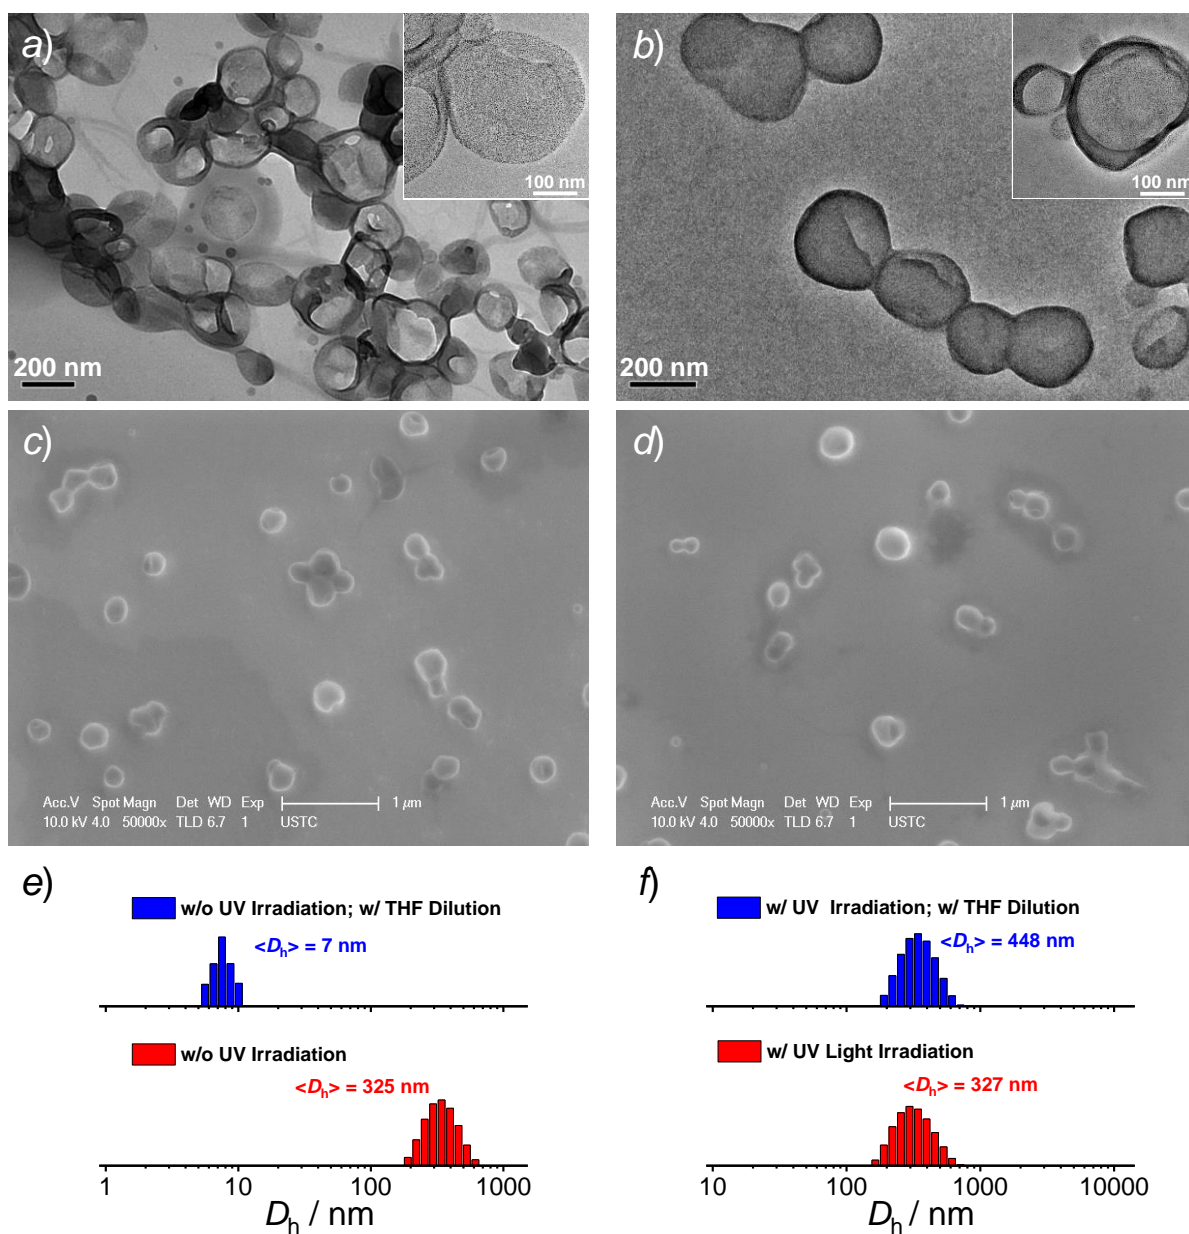 a)
100 nm
200 nm
b)
100 nm
200 nm
c)
Acc.V Spot Magn Det WD Exp 1 μm
10.0 kV 4.0 50000x TLD 6.7 1 USTC
d)
Acc.V Spot Magn Det WD Exp 1 μm
10.0 kV 4.0 50000x TLD 6.7 1 USTC
e)
w/o UV Irradiation; w/ THF Dilution
<Dh> = 7 nm
w/o UV Irradiation
<Dh> = 325 nm
1 10 100 1000
Dh / nm
f)
w/ UV Irradiation; w/ THF Dilution
<Dh> = 448 nm
w/ UV Light Irradiation
<Dh> = 327 nm
10 100 1000 10000
Dh / nm